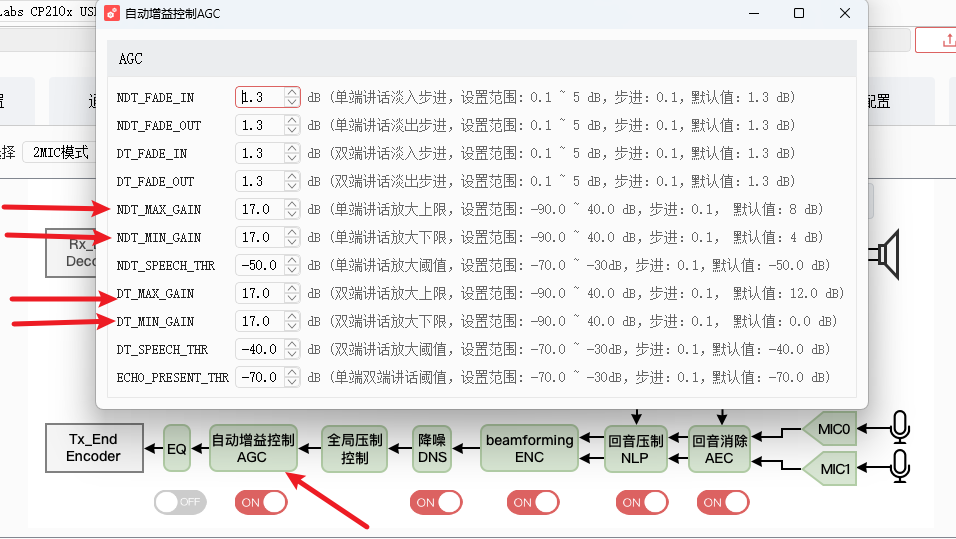 Labs CP210x USB
自动增益控制AGC
AGC
NDT_FADE_IN 1.3 dB (单端讲话淡入步进，设置范围: 0.1 ~ 5 dB，步进: 0.1，默认值: 1.3 dB)
NDT_FADE_OUT 1.3 dB (单端讲话淡出步进，设置范围: 0.1 ~ 5 dB，步进: 0.1，默认值: 1.3 dB)
DT_FADE_IN 1.3 dB (双端讲话淡入步进，设置范围: 0.1 ~ 5 dB，步进: 0.1，默认值: 1.3 dB)
DT_FADE_OUT 1.3 dB (双端讲话淡出步进，设置范围: 0.1 ~ 5 dB，步进: 0.1，默认值: 1.3 dB)
NDT_MAX_GAIN 17.0 dB (单端讲话放大上限，设置范围: -90.0 ~ 40.0 dB，步进: 0.1， 默认值: 8 dB)
NDT_MIN_GAIN 17.0 dB (单端讲话放大下限，设置范围: -90.0 ~ 40.0 dB，步进: 0.1， 默认值: 4 dB)
NDT_SPEECH_THR -50.0 dB (单端讲话放大阈值，设置范围: -70.0 ~ -30dB，步进: 0.1，默认值: -50.0 dB)
DT_MAX_GAIN 17.0 dB (双端讲话放大上限，设置范围: -90.0 ~ 40.0 dB，步进: 0.1， 默认值: 12.0 dB)
DT_MIN_GAIN 17.0 dB (双端讲话放大下限，设置范围: -90.0 ~ 40.0 dB，步进: 0.1， 默认值: 0.0 dB)
DT_SPEECH_THR -40.0 dB (双端讲话放大阈值，设置范围: -70.0 ~ -30dB，步进: 0.1，默认值: -40.0 dB)
ECHO_PRESENT_THR -70.0 dB (单端双端讲话阈值，设置范围: -70.0 ~ -30dB，步进: 0.1，默认值: -70.0 dB)
置
通
配置
择 2MIC模式
Rx_
Deco
Tx_End
Encoder
EQ
自动增益控制
AGC
全局压制
控制
降噪
DNS
beamforming
ENC
回音压制
NLP
回音消除
AEC
MIC0
MIC1
OFF
ON
ON
ON
ON
ON